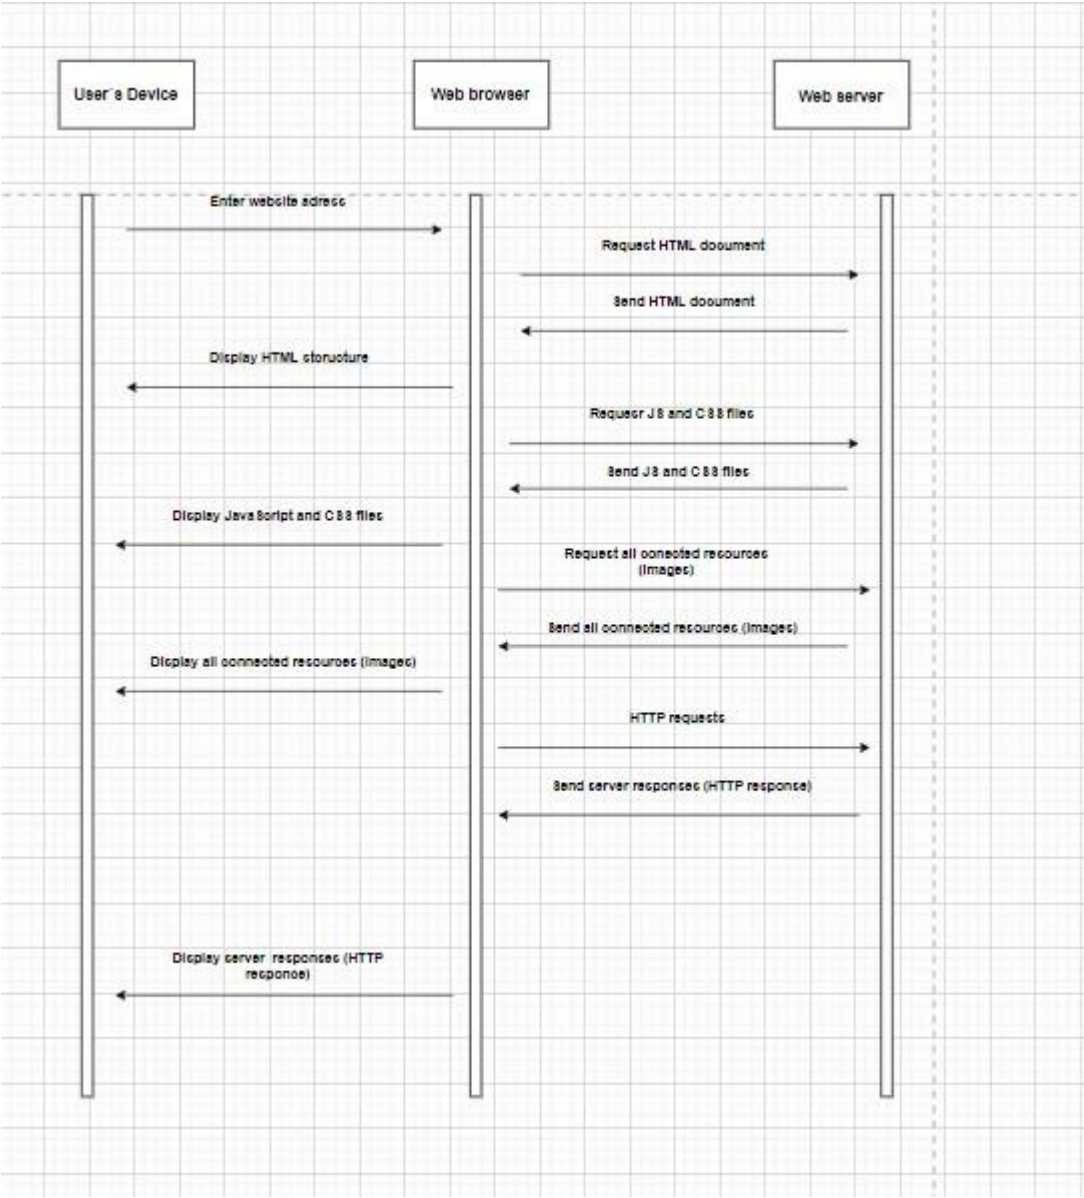 User´s Device
Web browser
Web server
Enter website adress
Request HTML document
Send HTML document
Display HTML storucture
Requesr JS and CSS files
Send JS and CSS files
Display JavaScript and CSS files
Request all conected resources
(Images)
Send all connected resources (Images)
Display all connected resources (Images)
HTTP requests
Send server responses (HTTP response)
Display server responses (HTTP
response)